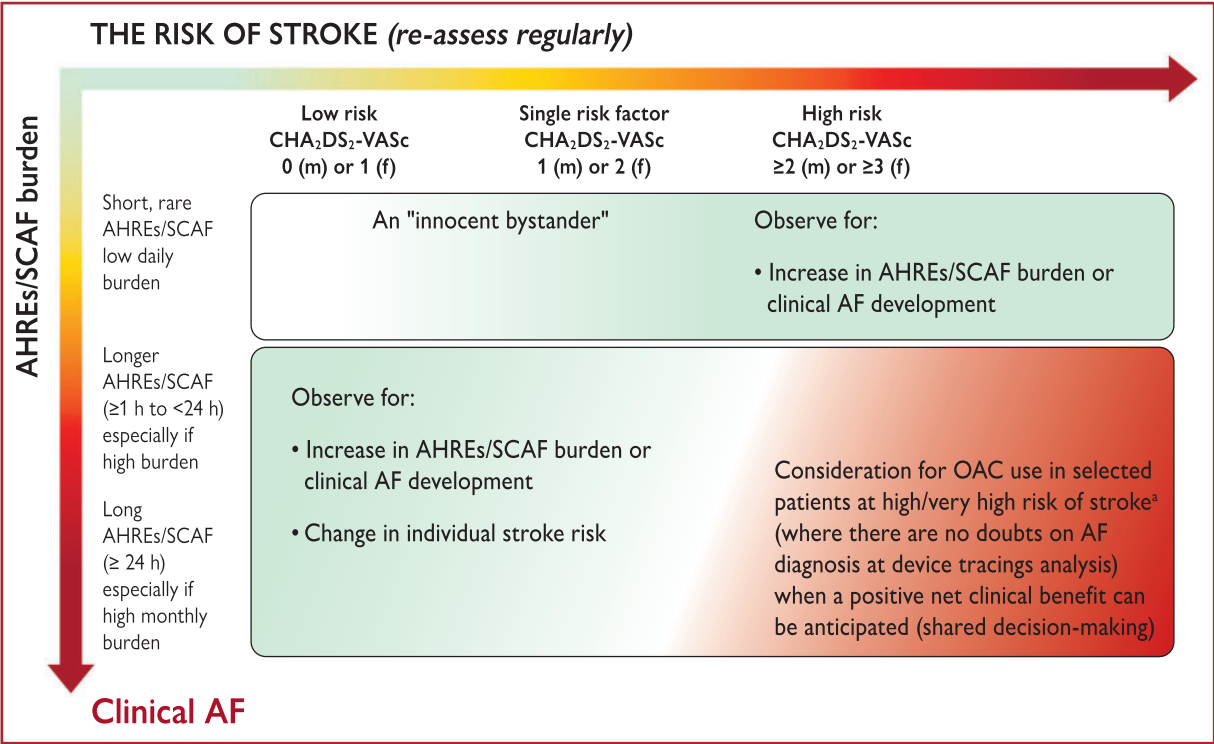 THE RISK OF STROKE (re-assess regularly)
AHREs/SCAF burden
Low risk
CHA₂DS₂-VASc
0 (m) or 1 (f)
Single risk factor
CHA₂DS₂-VASc
1 (m) or 2 (f)
High risk
CHA₂DS₂-VASc
≥2 (m) or ≥3 (f)
Short, rare
AHREs/SCAF
low daily
burden
An "innocent bystander"
Observe for:
• Increase in AHREs/SCAF burden or
clinical AF development
Longer
AHREs/SCAF
(≥1 h to <24 h)
especially if
high burden
Long
AHREs/SCAF
(≥ 24 h)
especially if
high monthly
burden
Observe for:
• Increase in AHREs/SCAF burden or
clinical AF development
• Change in individual stroke risk
Consideration for OAC use in selected
patients at high/very high risk of strokeᵃ
(where there are no doubts on AF
diagnosis at device tracings analysis)
when a positive net clinical benefit can
be anticipated (shared decision-making)
Clinical AF